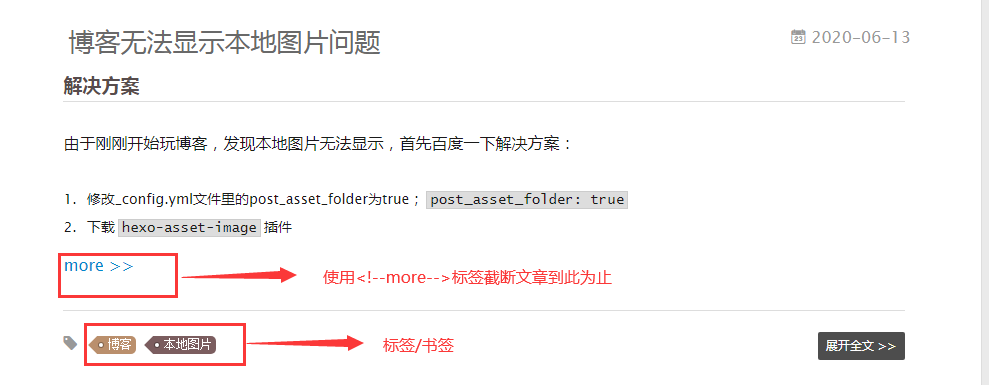 博客无法显示本地图片问题
2020-06-13
解决方案
由于刚刚开始玩博客，发现本地图片无法显示，首先百度一下解决方案：
1. 修改_config.yml文件里的post_asset_folder为true； post_asset_folder: true
2. 下载 hexo-asset-image 插件
more >>
使用<!--more-->标签截断文章到此为止
博客 本地图片
标签/书签
展开全文 >>